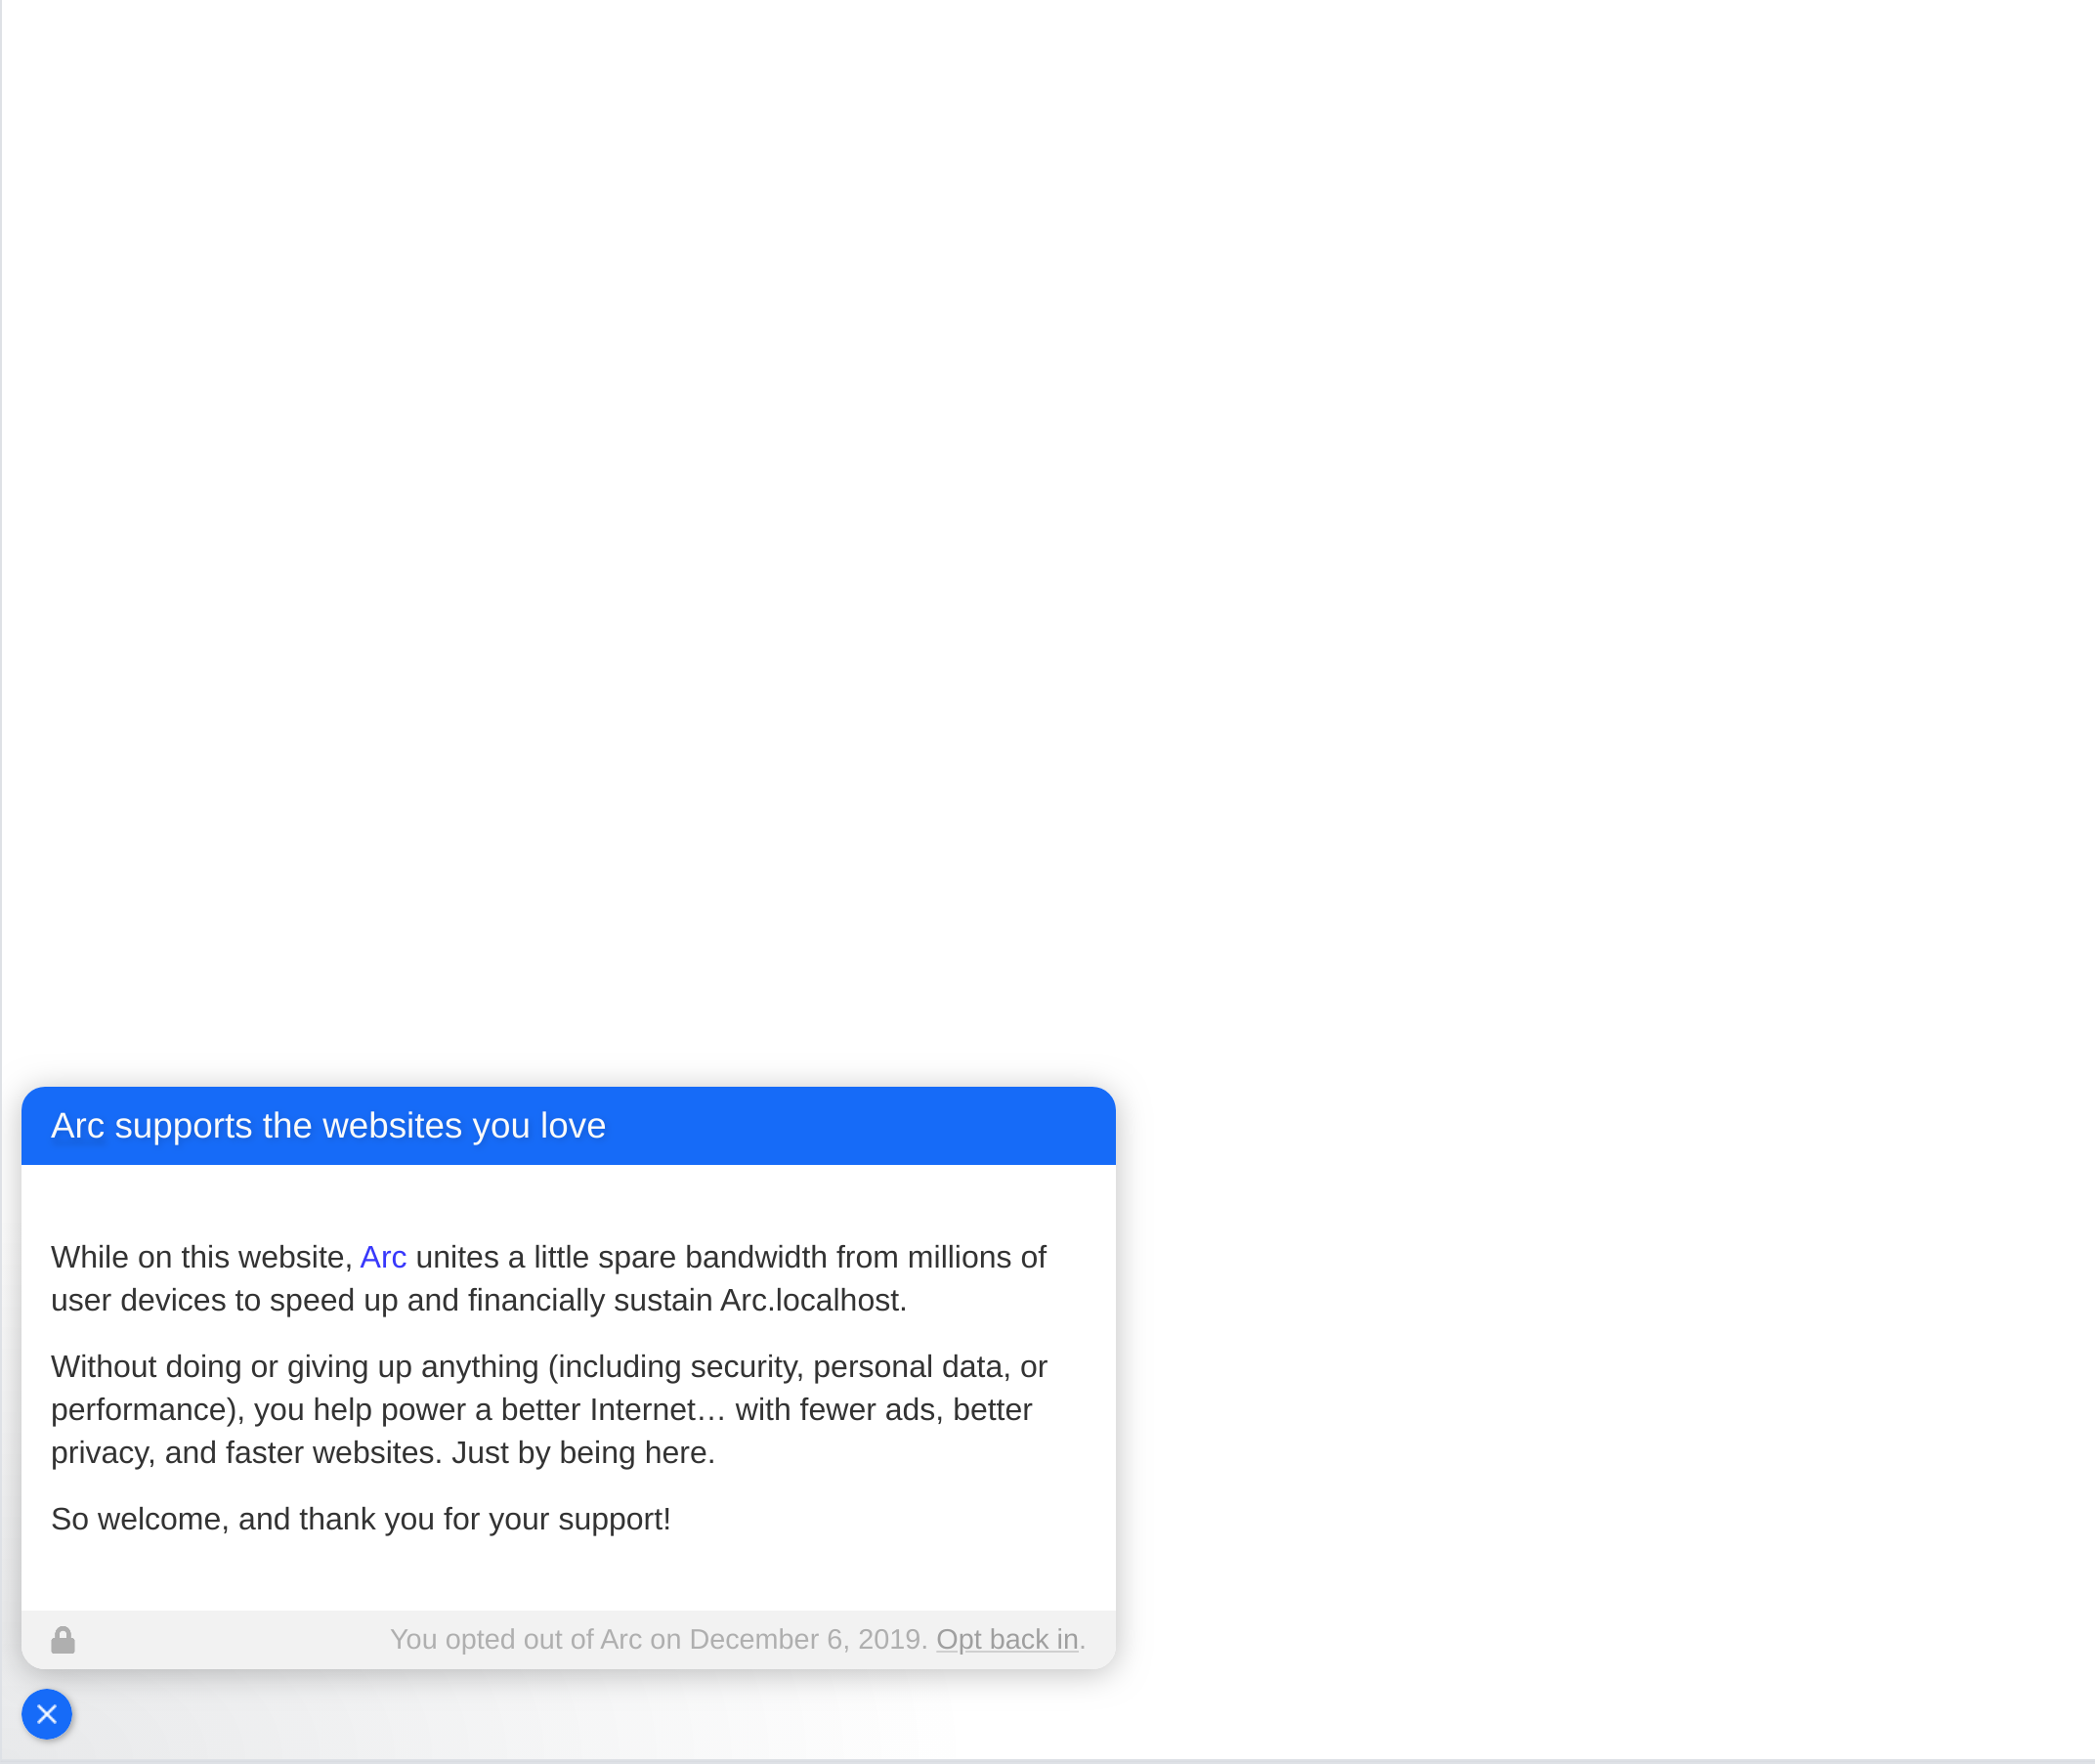 Arc supports the websites you love
While on this website, Arc unites a little spare bandwidth from millions of
user devices to speed up and financially sustain Arc.localhost.
Without doing or giving up anything (including security, personal data, or
performance), you help power a better Internet… with fewer ads, better
privacy, and faster websites. Just by being here.
So welcome, and thank you for your support!
You opted out of Arc on December 6, 2019. Opt back in.